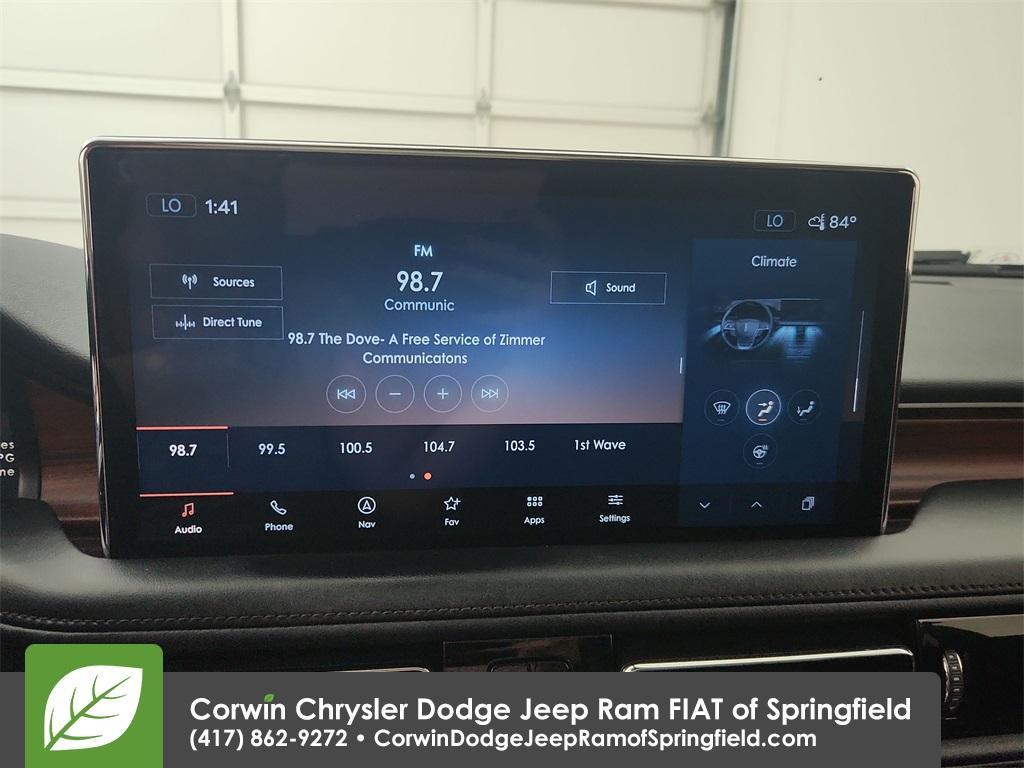 LO 1:41
LO 84°
FM
98.7
Communic
Climate
Sources
Sound
Direct Tune
98.7 The Dove- A Free Service of Zimmer
Communicatons
98.7 99.5 100.5 104.7 103.5 1st Wave
Audio Phone Nav Fav Apps Settings
Corwin Chrysler Dodge Jeep Ram FIAT of Springfield
(417) 862-9272 • CorwinDodgeJeepRamofSpringfield.com